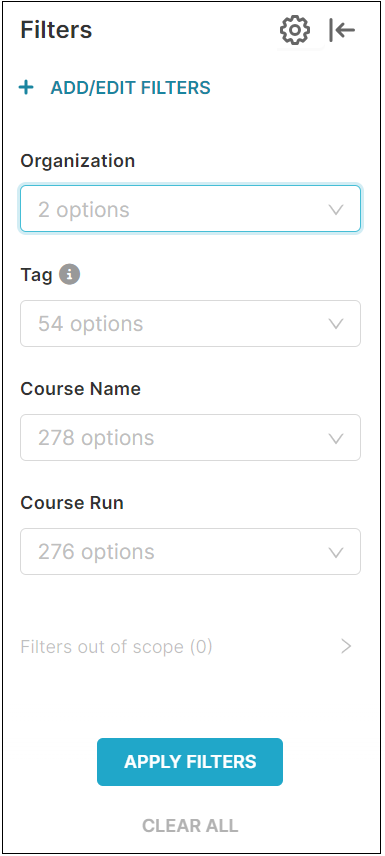 Filters
ADD/EDIT FILTERS
Organization
2 options
Tag
54 options
Course Name
278 options
Course Run
276 options
Filters out of scope (0)
APPLY FILTERS
CLEAR ALL